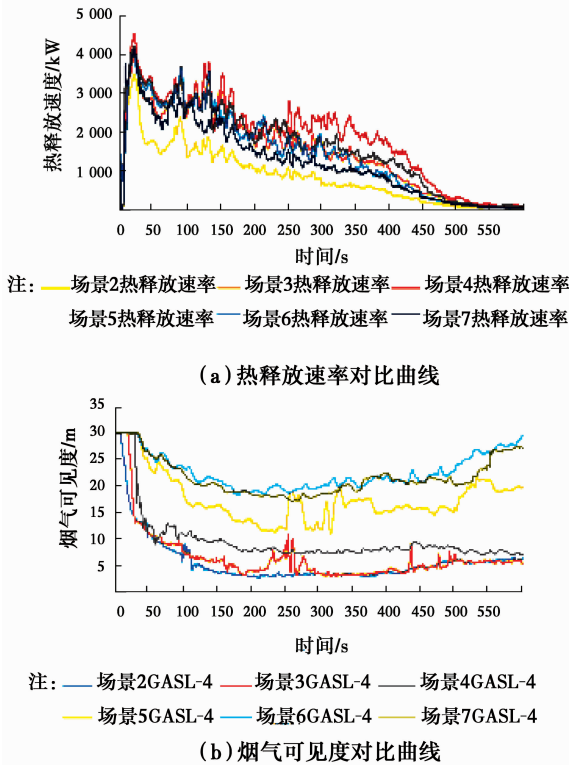 5 000
4 000
3 000
2 000
1 000
热释放速度/kW
0 50 100 150 200 250 300 350 400 450 500 550
时间/s
注: 场景2热释放速率 场景3热释放速率 场景4热释放速率
场景5热释放速率 场景6热释放速率 场景7热释放速率
(a)热释放速率对比曲线
35
30
25
20
15
10
5
烟气可见度/m
0 50 100 150 200 250 300 350 400 450 500 550
时间/s
注: 场景2GASL-4 场景3GASL-4 场景4GASL-4
场景5GASL-4 场景6GASL-4 场景7GASL-4
(b)烟气可见度对比曲线